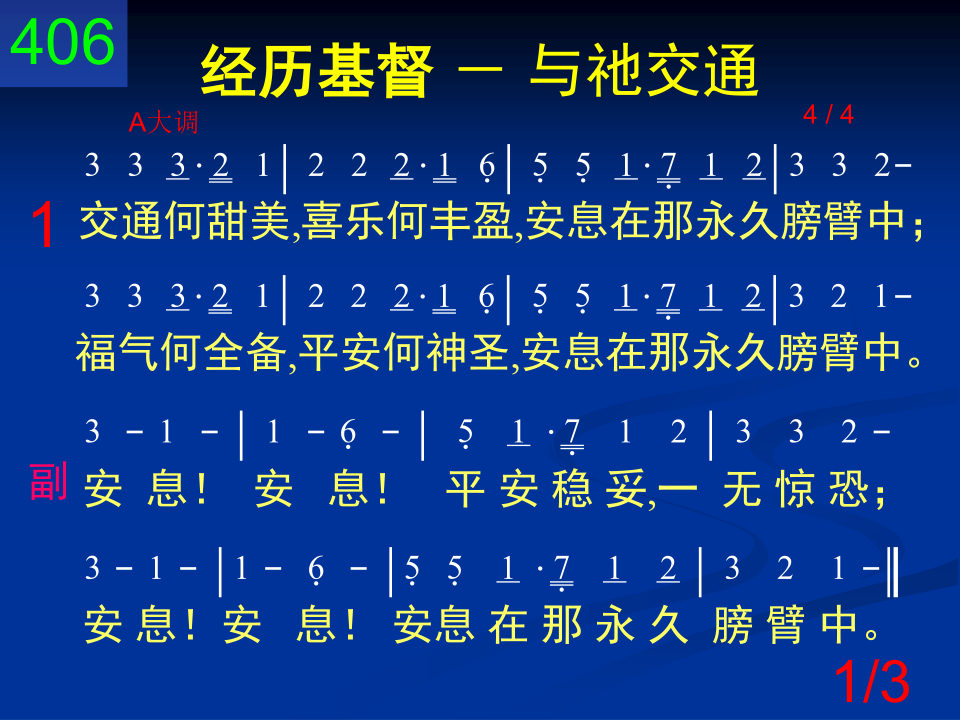 406
经历基督 － 与祂交通
A大调
4 / 4
3 3 3 · 2 1 | 2 2 2 · 1 6̣ | 5̣ 5̣ 1 · 7̣ 1 2 | 3 3 2 -
1
交通何甜美,喜乐何丰盈,安息在那永久膀臂中；
3 3 3 · 2 1 | 2 2 2 · 1 6̣ | 5̣ 5̣ 1 · 7̣ 1 2 | 3 2 1 -
福气何全备,平安何神圣,安息在那永久膀臂中。
3 - 1 - | 1 - 6̣ - | 5̣ 1 · 7̣ 1 2 | 3 3 2 -
副
安 息！ 安 息！ 平 安 稳 妥,一 无 惊 恐；
3 - 1 - | 1 - 6̣ - | 5̣ 5̣ 1 · 7̣ 1 2 | 3 2 1 - ‖
安 息！安 息！ 安息 在 那 永 久 膀 臂 中。
1/3